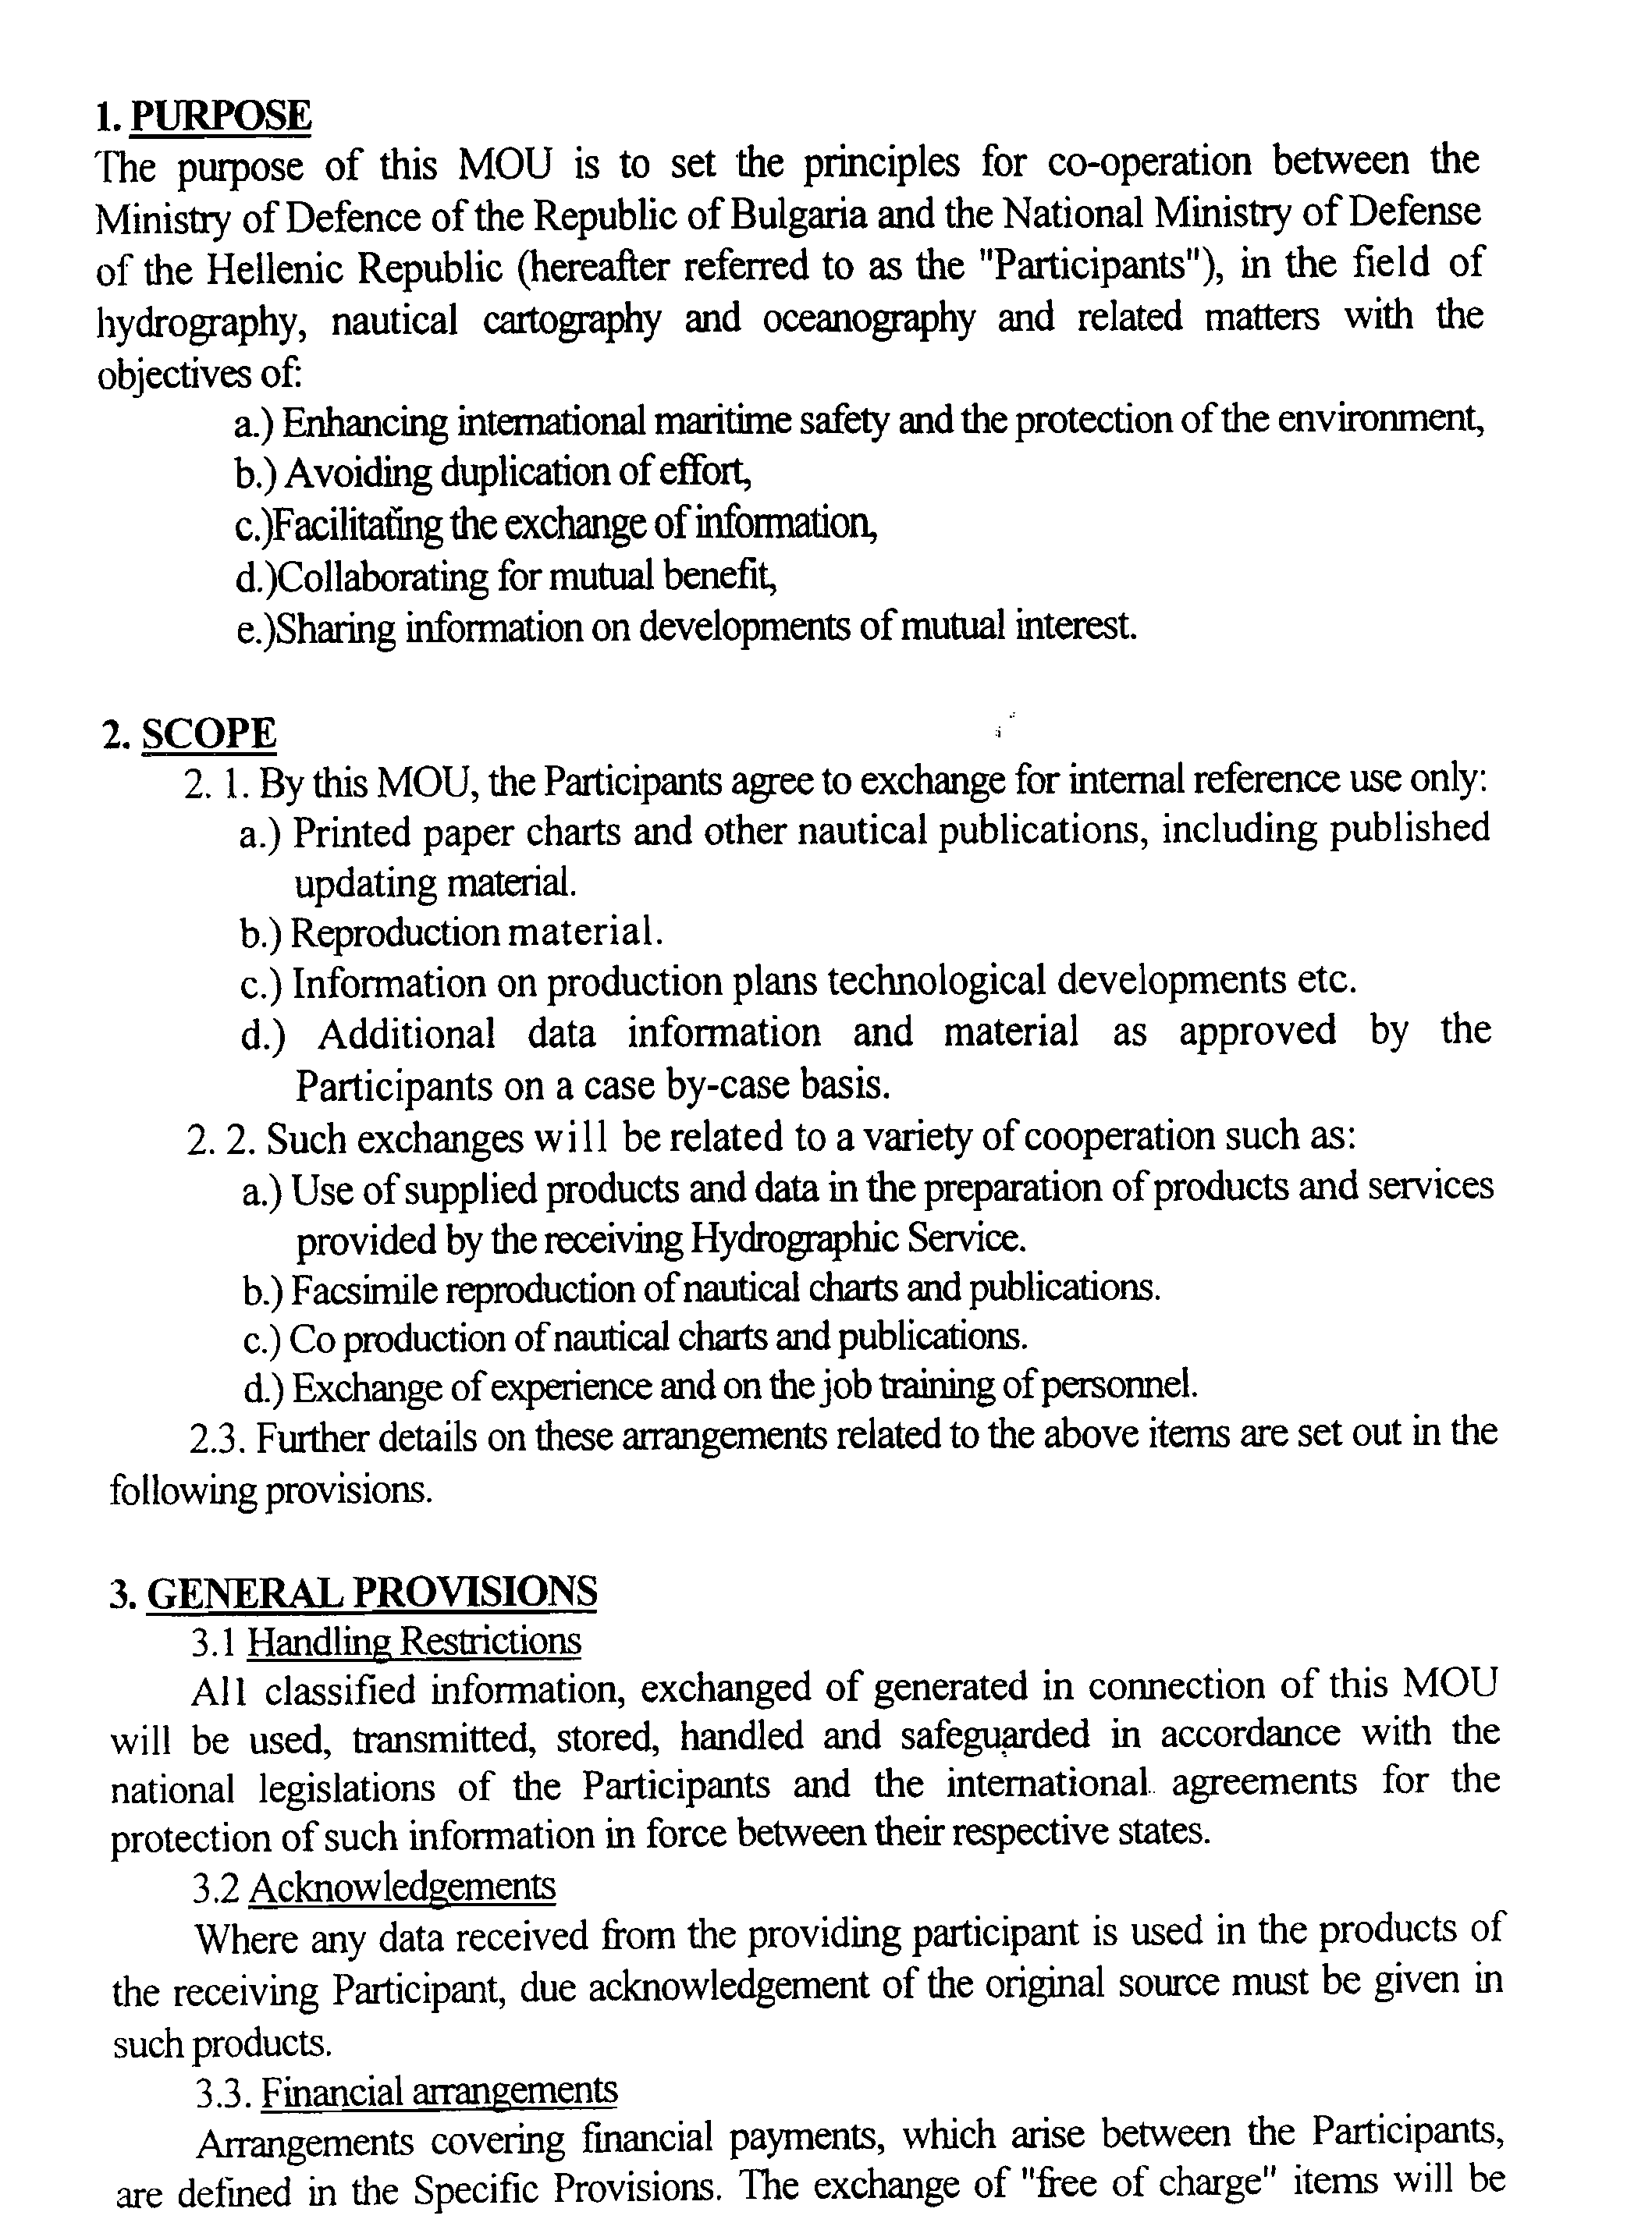 1. PURPOSE
The purpose of this MOU is to set the principles for co-operation between the
Ministry of Defence of the Republic of Bulgaria and the National Ministry of Defense
of the Hellenic Republic (hereafter referred to as the "Participants"), in the field of
hydrography, nautical cartography and oceanography and related matters with the
objectives of:
a.) Enhancing international maritime safety and the protection of the environment,
b.) Avoiding duplication of effort,
c.)Facilitating the exchange of information,
d.)Collaborating for mutual benefit,
e.)Sharing information on developments of mutual interest.
2. SCOPE
2. 1. By this MOU, the Participants agree to exchange for internal reference use only:
a.) Printed paper charts and other nautical publications, including published
updating material.
b.) Reproduction material.
c.) Information on production plans technological developments etc.
d.) Additional data information and material as approved by the
Participants on a case by-case basis.
2. 2. Such exchanges will be related to a variety of cooperation such as:
a.) Use of supplied products and data in the preparation of products and services
provided by the receiving Hydrographic Service.
b.) Facsimile reproduction of nautical charts and publications.
c.) Co production of nautical charts and publications.
d.) Exchange of experience and on the job training of personnel.
2.3. Further details on these arrangements related to the above items are set out in the
following provisions.
3. GENERAL PROVISIONS
3.1 Handling Restrictions
All classified information, exchanged of generated in connection of this MOU
will be used, transmitted, stored, handled and safeguarded in accordance with the
national legislations of the Participants and the international agreements for the
protection of such information in force between their respective states.
3.2 Acknowledgements
Where any data received from the providing participant is used in the products of
the receiving Participant, due acknowledgement of the original source must be given in
such products.
3.3. Financial arrangements
Arrangements covering financial payments, which arise between the Participants,
are defined in the Specific Provisions. The exchange of "free of charge" items will be